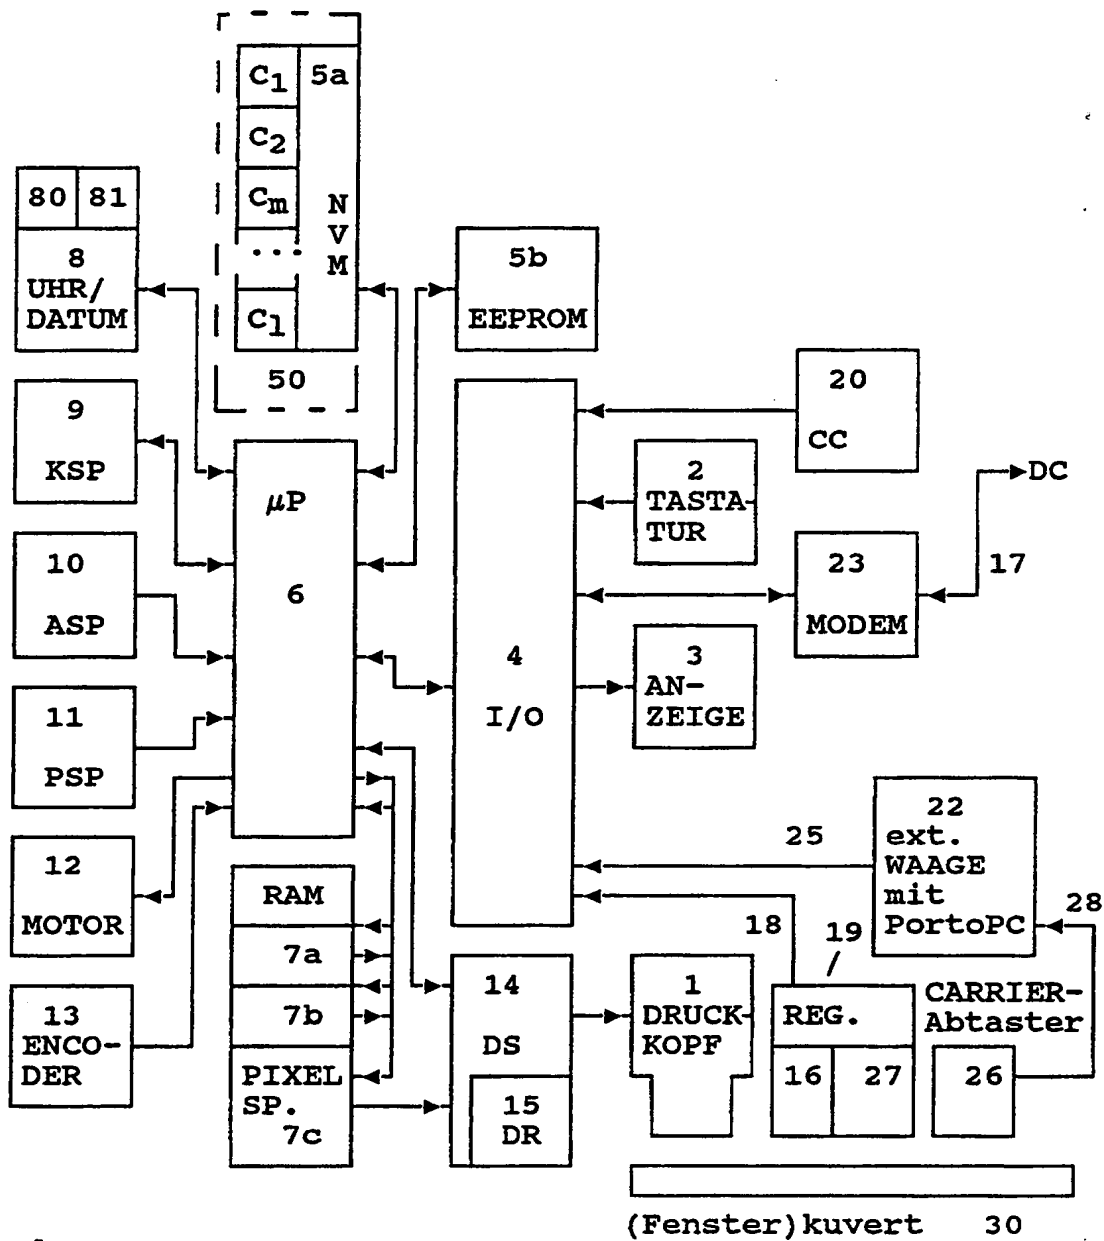 C1 5a
C2
Cm
...
Cl
NVM
50
80 81
8
UHR/
DATUM
5b
EEPROM
9
KSP
20
CC
µP
6
2
TASTA-
TUR
DC
17
10
ASP
23
MODEM
4
I/O
3
AN-
ZEIGE
11
PSP
12
MOTOR
22
ext.
WAAGE
mit
PortoPC
25
28
18
19
RAM
7a
7b
PIXEL
SP.
7c
13
ENCO-
DER
14
DS
15
DR
1
DRUCK-
KOPF
REG.
16 27
CARRIER-
Abtaster
26
(Fenster)kuvert 30